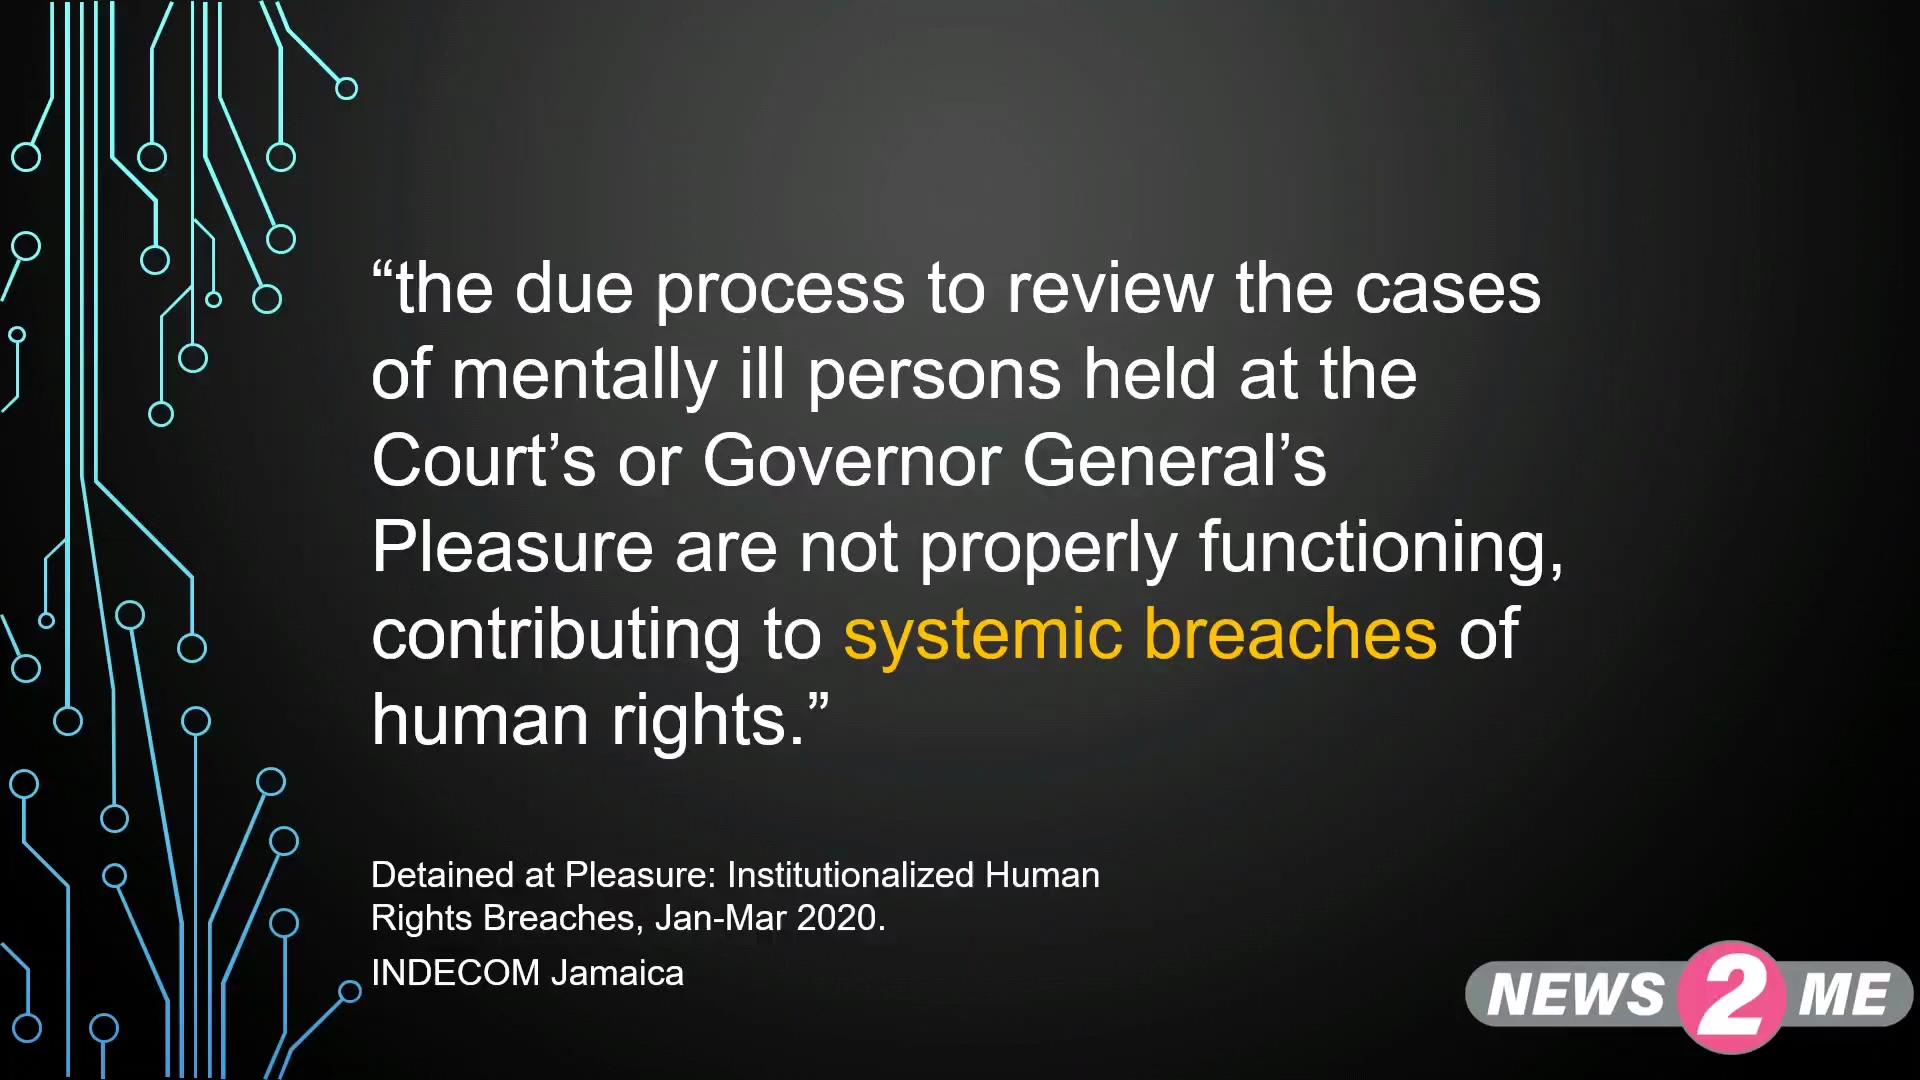 “the due process to review the cases
of mentally ill persons held at the
Court’s or Governor General’s
Pleasure are not properly functioning,
contributing to systemic breaches of
human rights.”
Detained at Pleasure: Institutionalized Human
Rights Breaches, Jan-Mar 2020.
INDECOM Jamaica
NEWS 2 ME